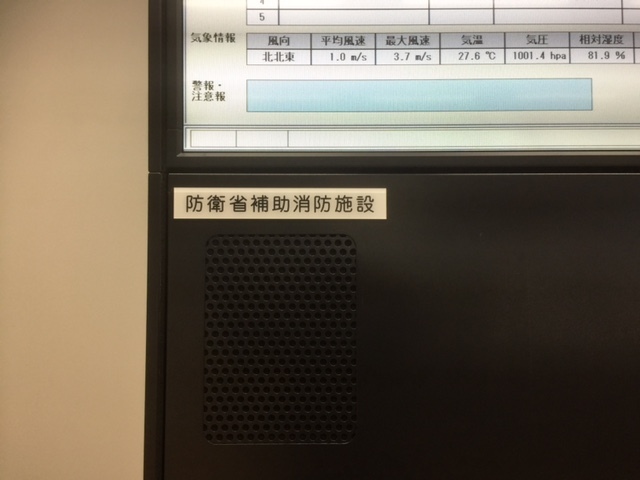 5
気象情報
風向 平均風速 最大風速 気温 気圧 相対湿度
北北東 1.0 m/s 3.7 m/s 27.6 ℃ 1001.4 hpa 81.9 %
警報・
注意報
防衛省補助消防施設